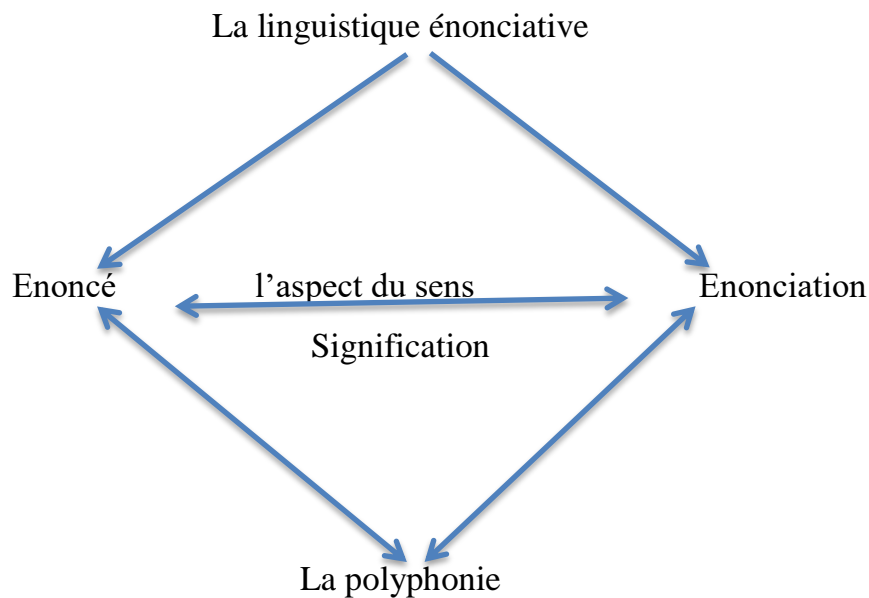 La linguistique énonciative
Enoncé
l’aspect du sens
Enonciation
Signification
La polyphonie